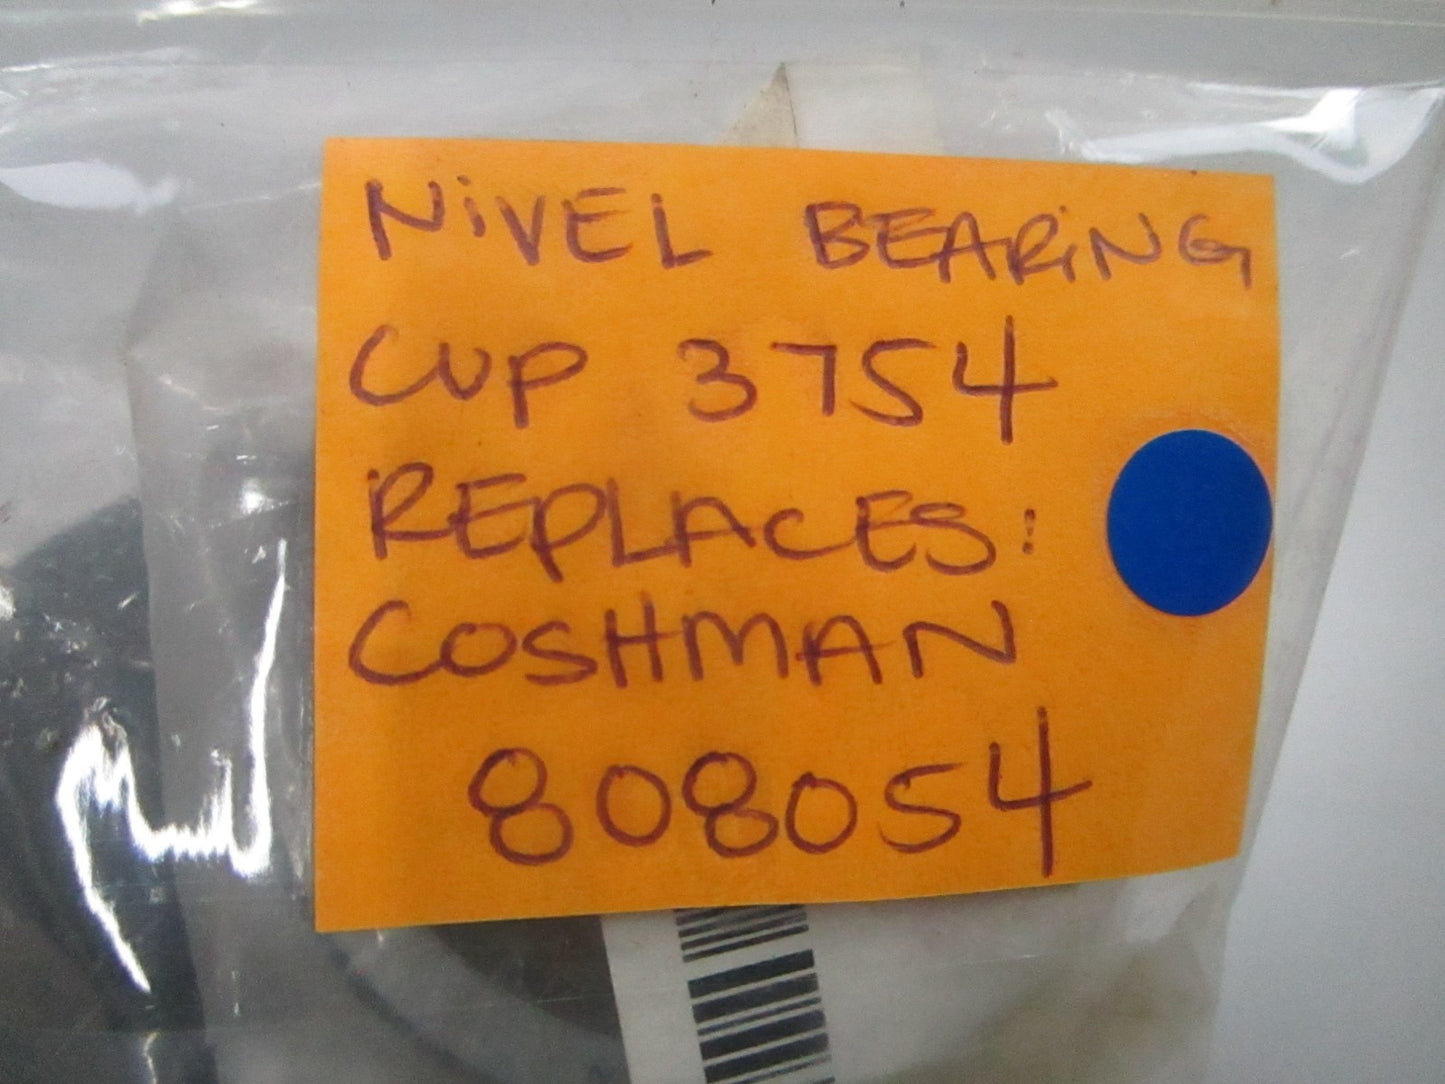 NiVEL BEARiNG
CUP 3754
REPLACES:
COSHMAN
808054